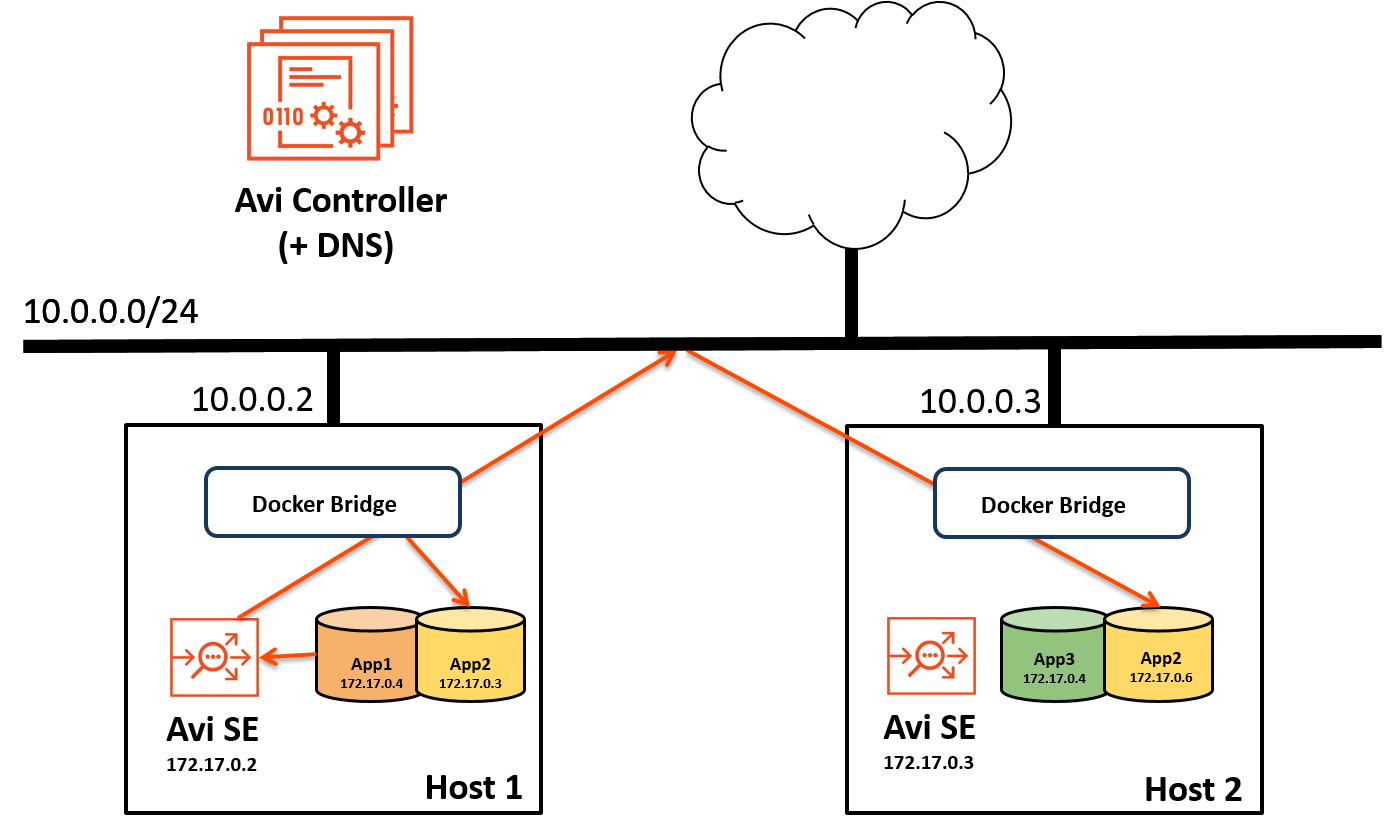 0110
Avi Controller
(+ DNS)
10.0.0.0/24
10.0.0.2
10.0.0.3
Docker Bridge
Docker Bridge
App1
172.17.0.4
App2
172.17.0.3
App3
172.17.0.4
App2
172.17.0.6
Avi SE
172.17.0.2
Avi SE
172.17.0.3
Host 1
Host 2